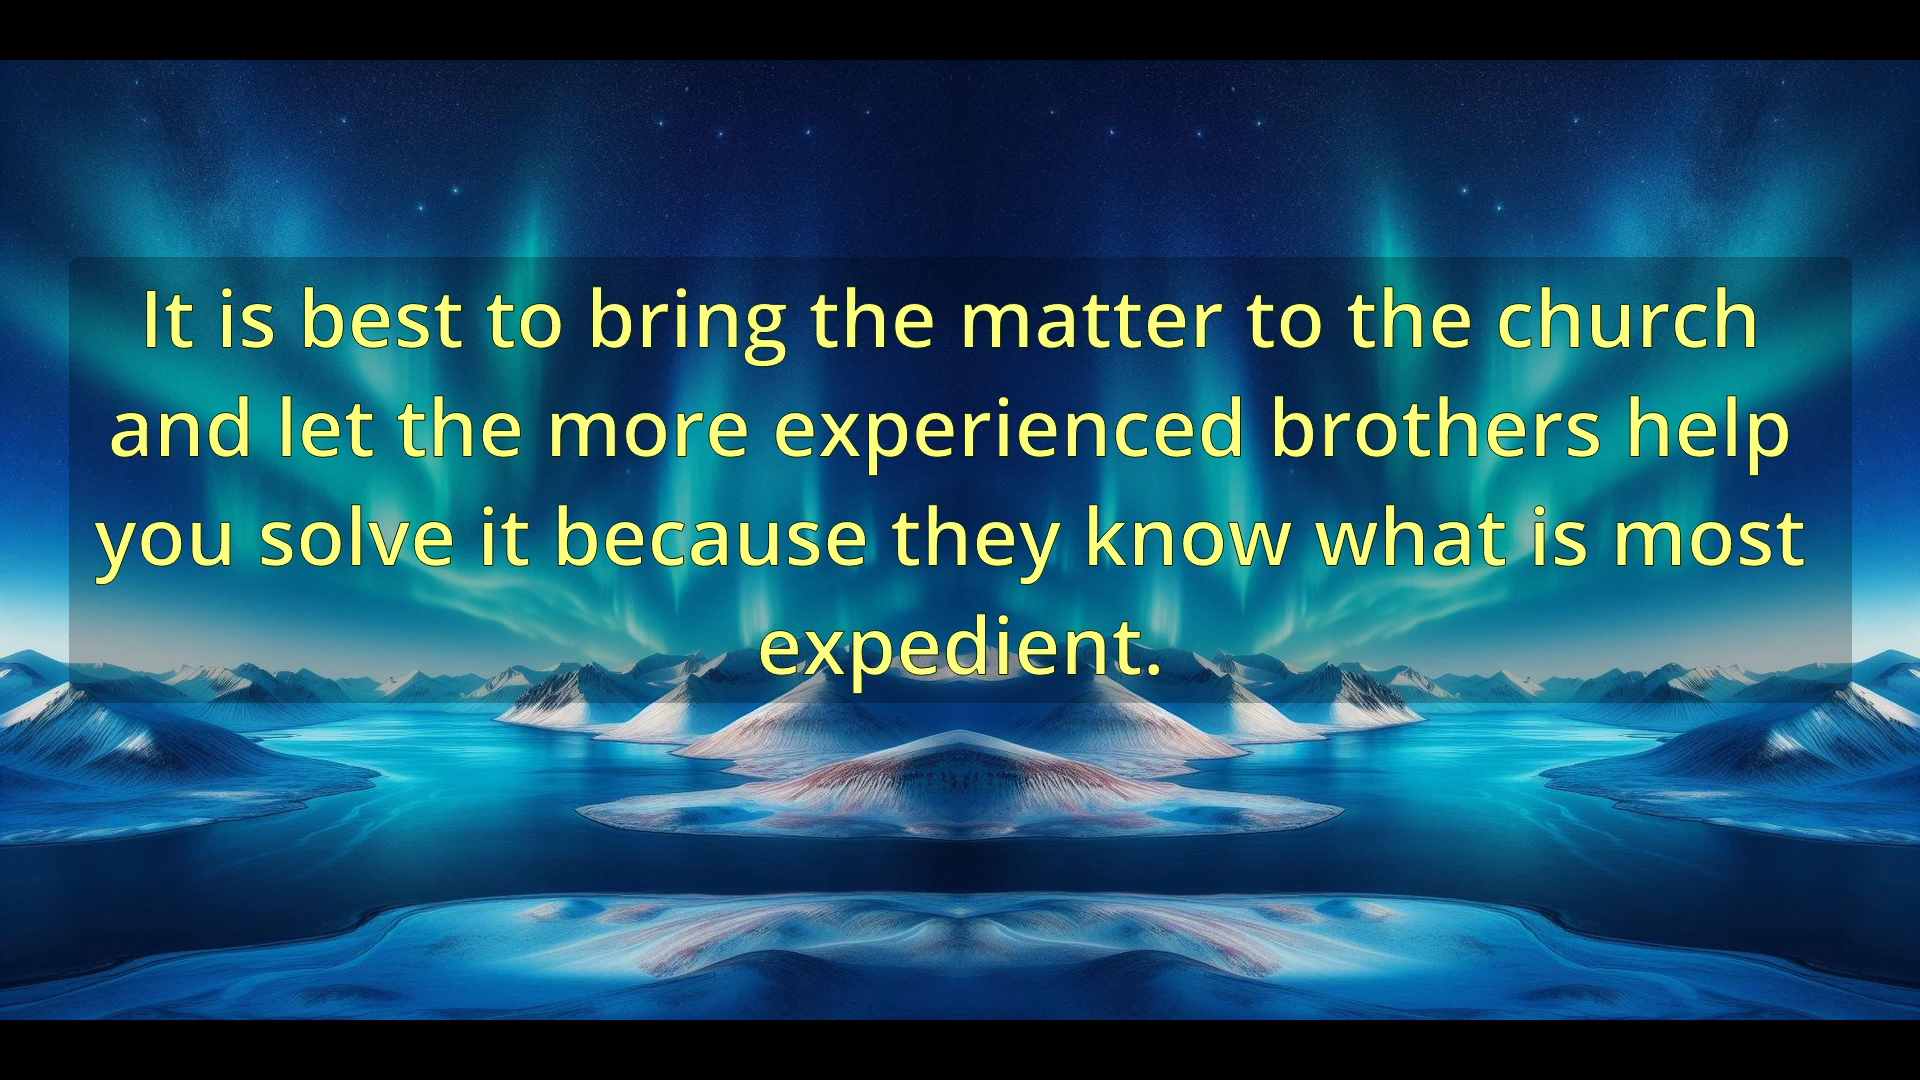 It is best to bring the matter to the church
and let the more experienced brothers help
you solve it because they know what is most
expedient.